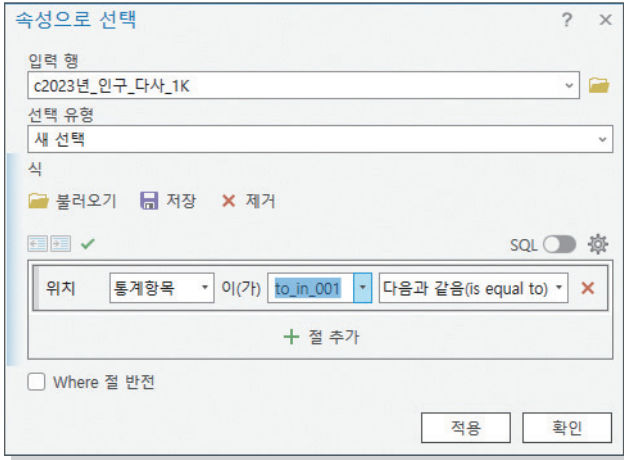 속성으로 선택 ? ×
입력 행
c2023년_인구_다사_1K
선택 유형
새 선택
식
불러오기 저장 제거
SQL
위치 통계항목 이(가) to_in_001 다음과 같음(is equal to)
절 추가
Where 절 반전
적용 확인